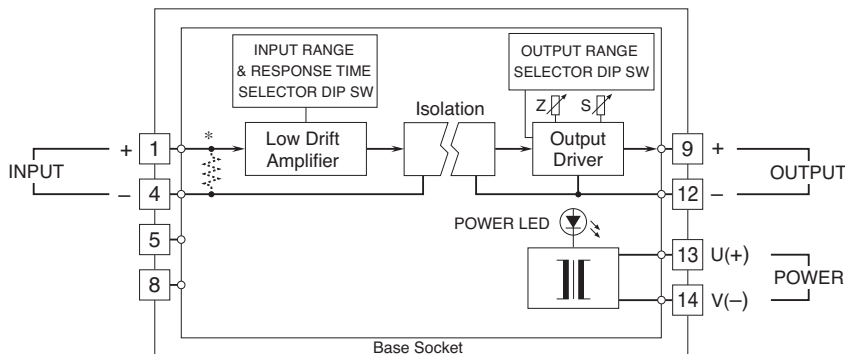 INPUT RANGE
& RESPONSE TIME
SELECTOR DIP SW
OUTPUT RANGE
SELECTOR DIP SW
Isolation
Z
S
INPUT
+
1
*
Low Drift
Amplifier
Output
Driver
9
+
OUTPUT
–
4
12
–
5
POWER LED
13
U(+)
8
POWER
14
V(–)
Base Socket